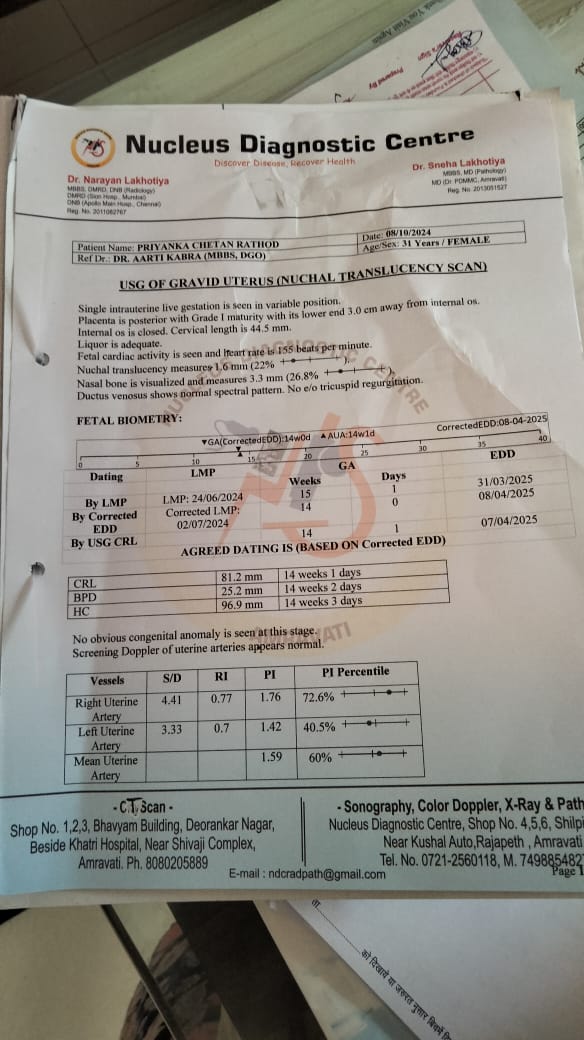 Nucleus Diagnostic Centre
Discover Disease, Recover Health
Dr. Narayan Lakhotiya
MBBS, DMRD, DNB (Radiology)
DMRD (Sion Hosp., Mumbai)
DNB (Apollo Main Hosp., Chennai)
Reg. No. 2011062767
Dr. Sneha Lakhotiya
MBBS, MD (Pathology)
MD (Dr. PDMMC, Amravati)
Reg. No. 2013051527
Patient Name: PRIYANKA CHETAN RATHOD
Date: 08/10/2024
Ref Dr.: DR. AARTI KABRA (MBBS, DGO)
Age/Sex: 31 Years / FEMALE
USG OF GRAVID UTERUS (NUCHAL TRANSLUCENCY SCAN)
Single intrauterine live gestation is seen in variable position.
Placenta is posterior with Grade I maturity with its lower end 3.0 cm away from internal os.
Internal os is closed. Cervical length is 44.5 mm.
Liquor is adequate.
Fetal cardiac activity is seen and Heart rate is 155 beats per minute.
Nuchal translucency measures 1.6 mm (22% ).
Nasal bone is visualized and measures 3.3 mm (26.8% ).
Ductus venosus shows normal spectral pattern. No e/o tricuspid regurgitation.
FETAL BIOMETRY:
▼GA(CorrectedEDD):14w0d ▲AUA:14w1d CorrectedEDD:08-04-2025
0 5 10 15 20 25 30 35 40
Dating LMP GA EDD
Weeks Days
By LMP LMP: 24/06/2024 15 1 31/03/2025
By Corrected EDD Corrected LMP: 02/07/2024 14 0 08/04/2025
By USG CRL 14 1 07/04/2025
AGREED DATING IS (BASED ON Corrected EDD)
CRL 81.2 mm 14 weeks 1 days
BPD 25.2 mm 14 weeks 2 days
HC 96.9 mm 14 weeks 3 days
No obvious congenital anomaly is seen at this stage.
Screening Doppler of uterine arteries appears normal.
Vessels S/D RI PI PI Percentile
Right Uterine Artery 4.41 0.77 1.76 72.6%
Left Uterine Artery 3.33 0.7 1.42 40.5%
Mean Uterine Artery 1.59 60%
- C.T. Scan -
Shop No. 1,2,3, Bhavyam Building, Deorankar Nagar,
Beside Khatri Hospital, Near Shivaji Complex,
Amravati. Ph. 8080205889
- Sonography, Color Doppler, X-Ray & Path
Nucleus Diagnostic Centre, Shop No. 4,5,6, Shilpi
Near Kushal Auto,Rajapeth , Amravati
Tel. No. 0721-2560118, M. 749885482
E-mail : ndcradpath@gmail.com
Page 1
NUCLEUS DIAGNOSTIC CENTRE
AMRAVATI
Prepared By
को दिखाये या जरुरत नुसार